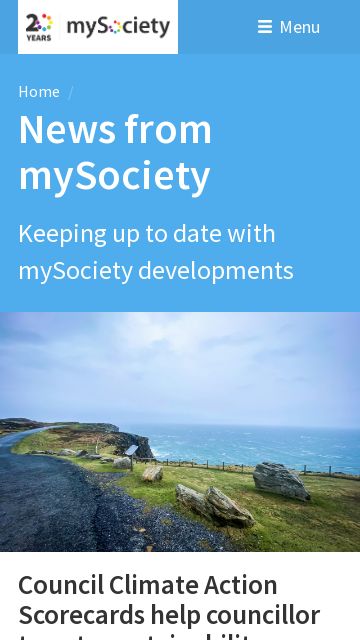 20 YEARS mySociety
Menu
Home /
News from
mySociety
Keeping up to date with
mySociety developments
Council Climate Action
Scorecards help councillor